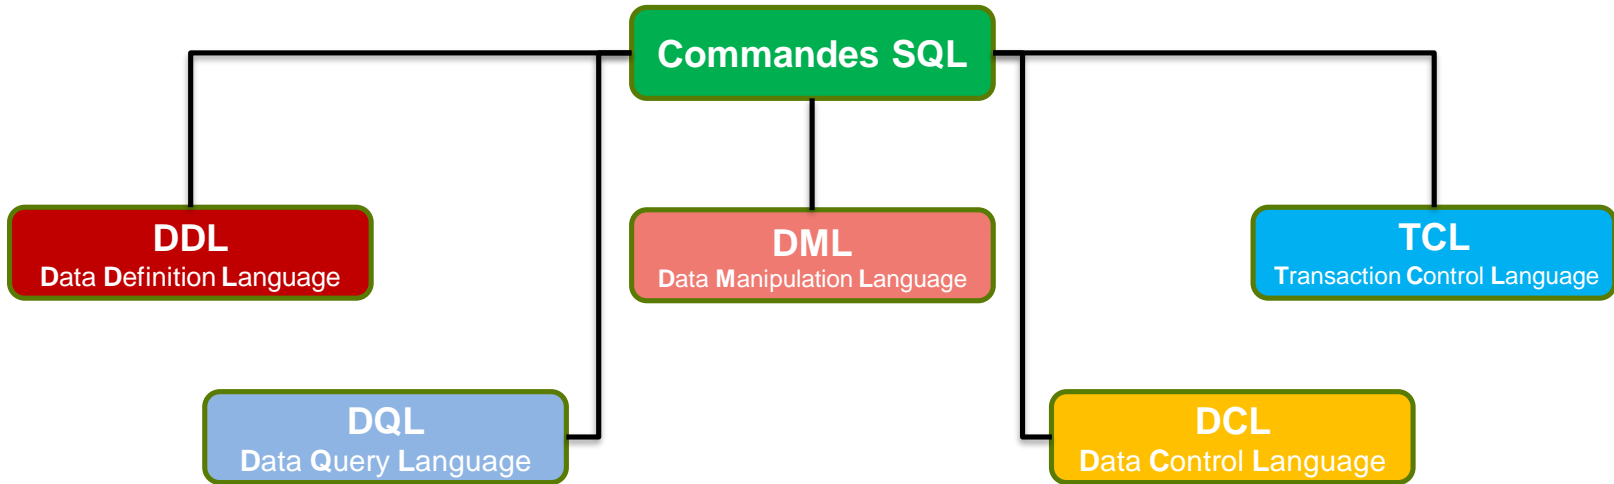 Commandes SQL
DDL
Data Definition Language
DML
Data Manipulation Language
TCL
Transaction Control Language
DQL
Data Query Language
DCL
Data Control Language